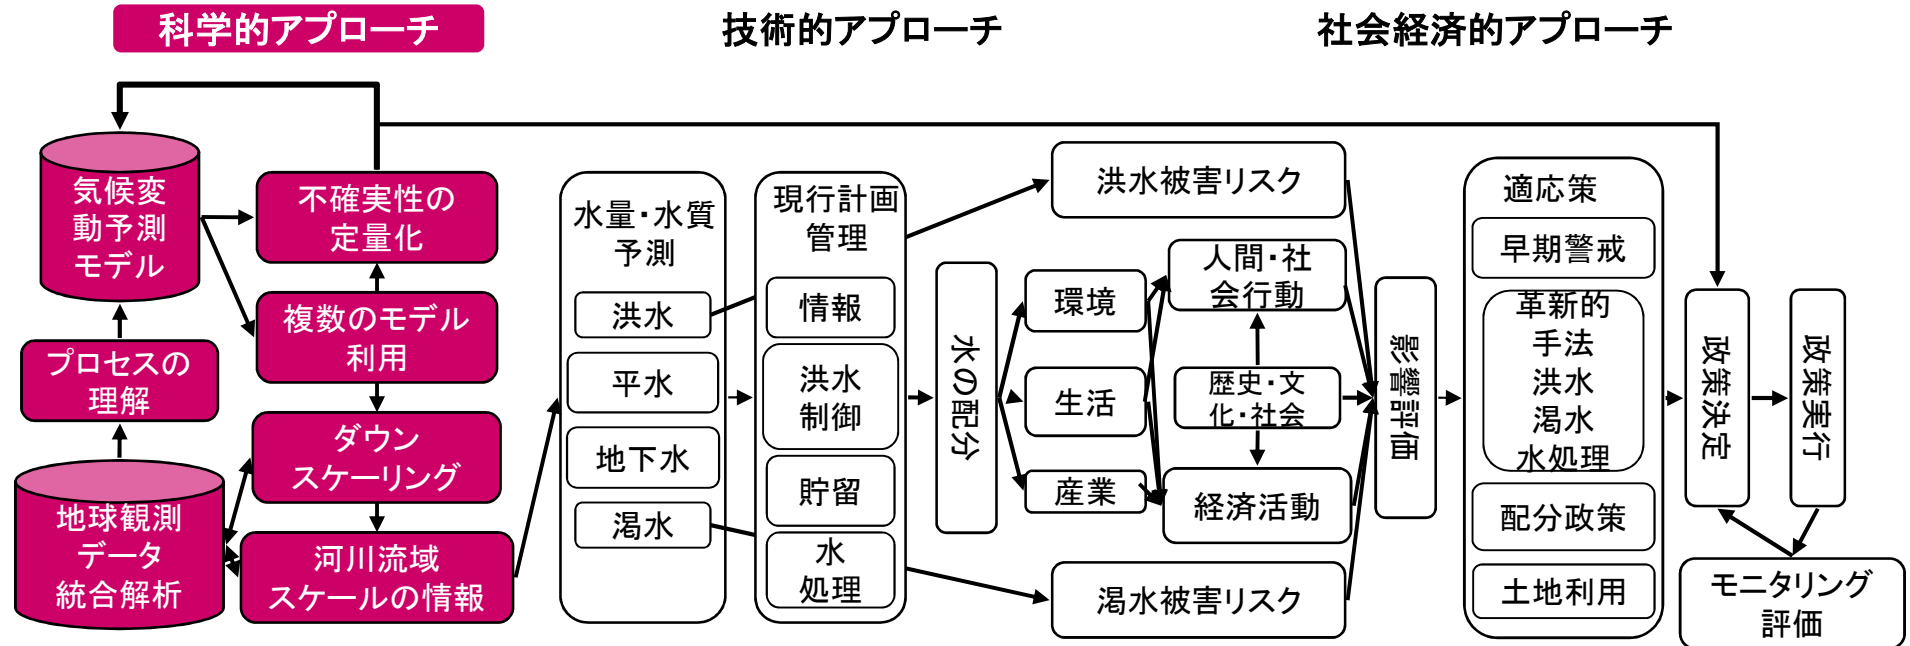 科学的アプローチ
技術的アプローチ
社会経済的アプローチ
気候変
動予測
モデル
不確実性の
定量化
複数のモデル
利用
プロセスの
理解
ダウン
スケーリング
地球観測
データ
統合解析
河川流域
スケールの情報
水量・水質
予測
洪水
平水
地下水
渇水
現行計画
管理
情報
洪水
制御
貯留
水
処理
水の配分
洪水被害リスク
環境
生活
産業
人間・社
会行動
歴史・文
化・社会
経済活動
渇水被害リスク
影響評価
適応策
早期警戒
革新的
手法
洪水
渇水
水処理
配分政策
土地利用
政策決定
政策実行
モニタリング
評価